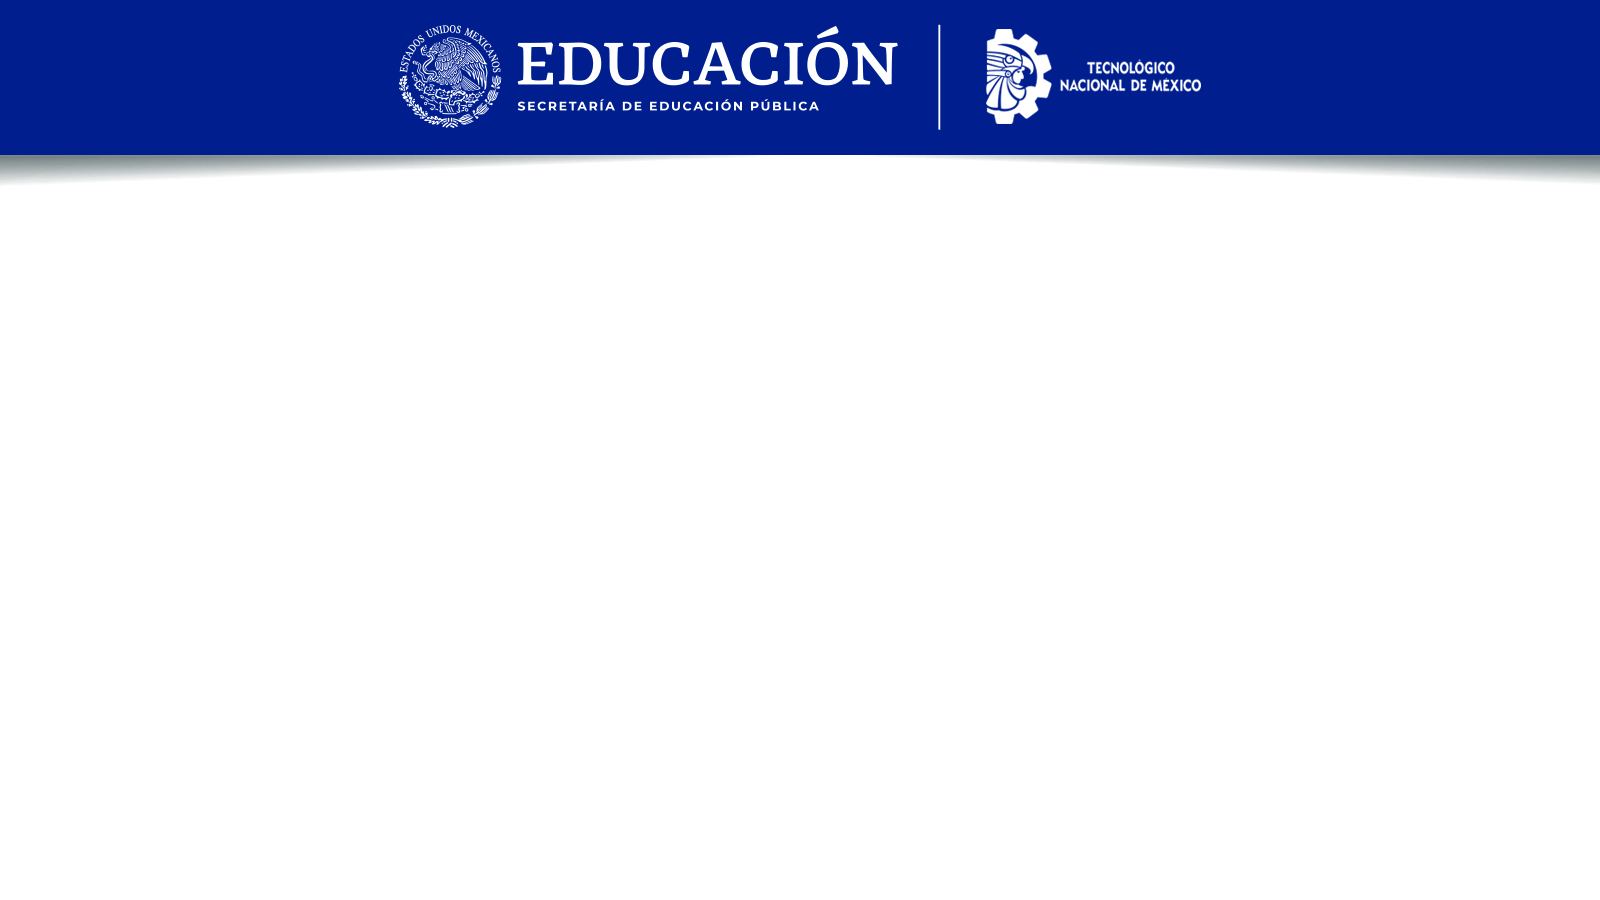 ESTADOS UNIDOS MEXICANOS
EDUCACIÓN
SECRETARÍA DE EDUCACIÓN PÚBLICA
TECNOLÓGICO
NACIONAL DE MÉXICO